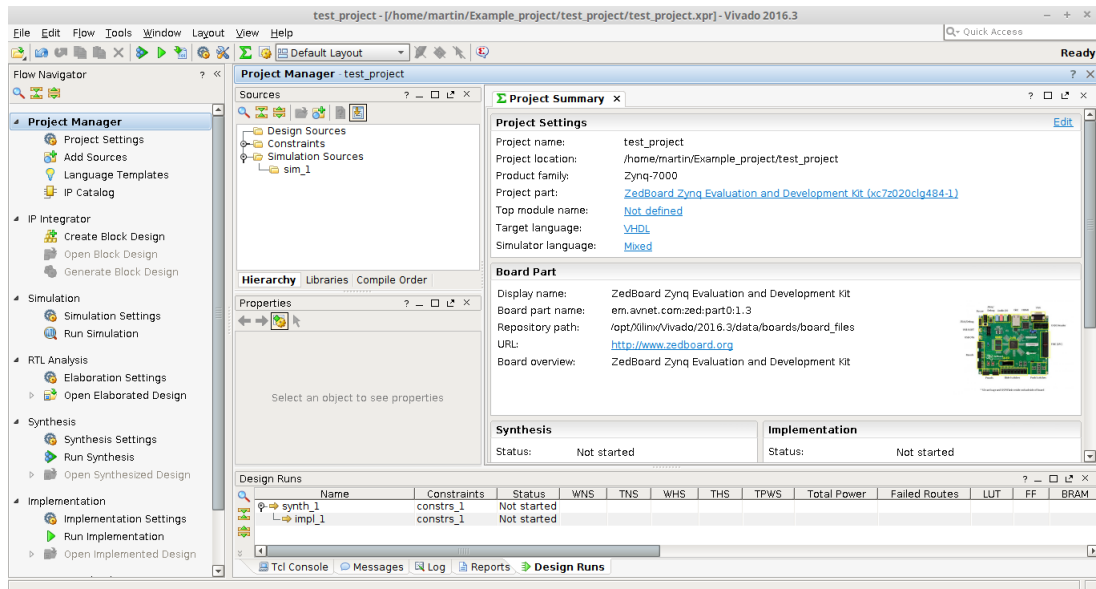 test_project - [/home/martin/Example_project/test_project/test_project.xpr] - Vivado 2016.3
File Edit Flow Tools Window Layout View Help
Quick Access
Default Layout
Ready
Flow Navigator
Project Manager
Project Settings
Add Sources
Language Templates
IP Catalog
IP Integrator
Create Block Design
Open Block Design
Generate Block Design
Simulation
Simulation Settings
Run Simulation
RTL Analysis
Elaboration Settings
Open Elaborated Design
Synthesis
Synthesis Settings
Run Synthesis
Open Synthesized Design
Implementation
Implementation Settings
Run Implementation
Open Implemented Design
Project Manager - test_project
Sources
Design Sources
Constraints
Simulation Sources
sim_1
Hierarchy Libraries Compile Order
Properties
Select an object to see properties
Project Summary
Project Settings Edit
Project name: test_project
Project location: /home/martin/Example_project/test_project
Product family: Zynq-7000
Project part: ZedBoard Zynq Evaluation and Development Kit (xc7z020clg484-1)
Top module name: Not defined
Target language: VHDL
Simulator language: Mixed
Board Part
Display name: ZedBoard Zynq Evaluation and Development Kit
Board part name: em.avnet.com:zed:part0:1.3
Repository path: /opt/Xilinx/Vivado/2016.3/data/boards/board_files
URL: http://www.zedboard.org
Board overview: ZedBoard Zynq Evaluation and Development Kit
Synthesis Implementation
Status: Not started Status: Not started
Design Runs
Name Constraints Status WNS TNS WHS THS TPWS Total Power Failed Routes LUT FF BRAM
synth_1 constrs_1 Not started
impl_1 constrs_1 Not started
Tcl Console Messages Log Reports Design Runs